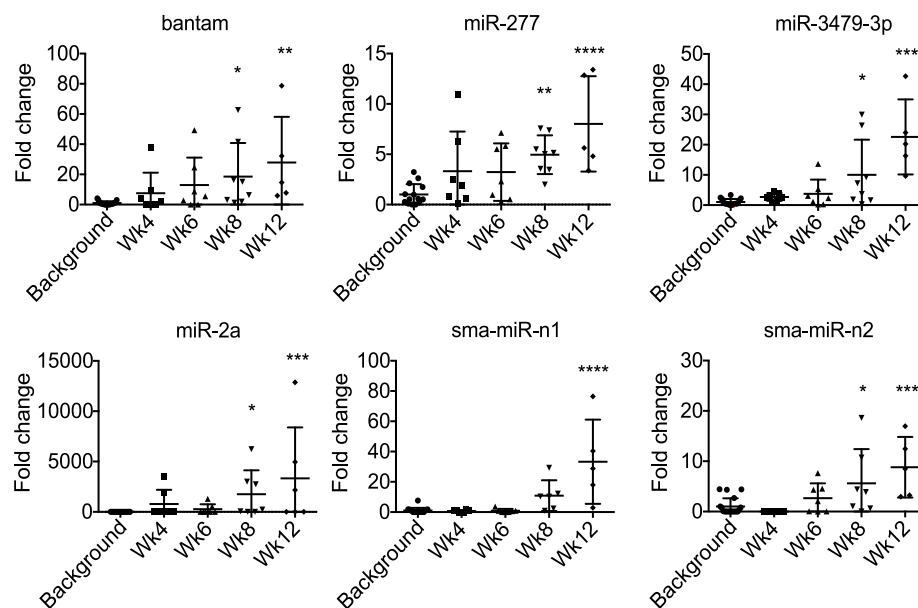 bantam
Fold change
100
80
60
40
20
0
*
**
Background
Wk4
Wk6
Wk8
Wk12
miR-277
Fold change
15
10
5
0
**
****
Background
Wk4
Wk6
Wk8
Wk12
miR-3479-3p
Fold change
50
40
30
20
10
0
*
***
Background
Wk4
Wk6
Wk8
Wk12
miR-2a
Fold change
15000
10000
5000
0
*
***
Background
Wk4
Wk6
Wk8
Wk12
sma-miR-n1
Fold change
100
80
60
40
20
0
****
Background
Wk4
Wk6
Wk8
Wk12
sma-miR-n2
Fold change
30
20
10
0
*
***
Background
Wk4
Wk6
Wk8
Wk12